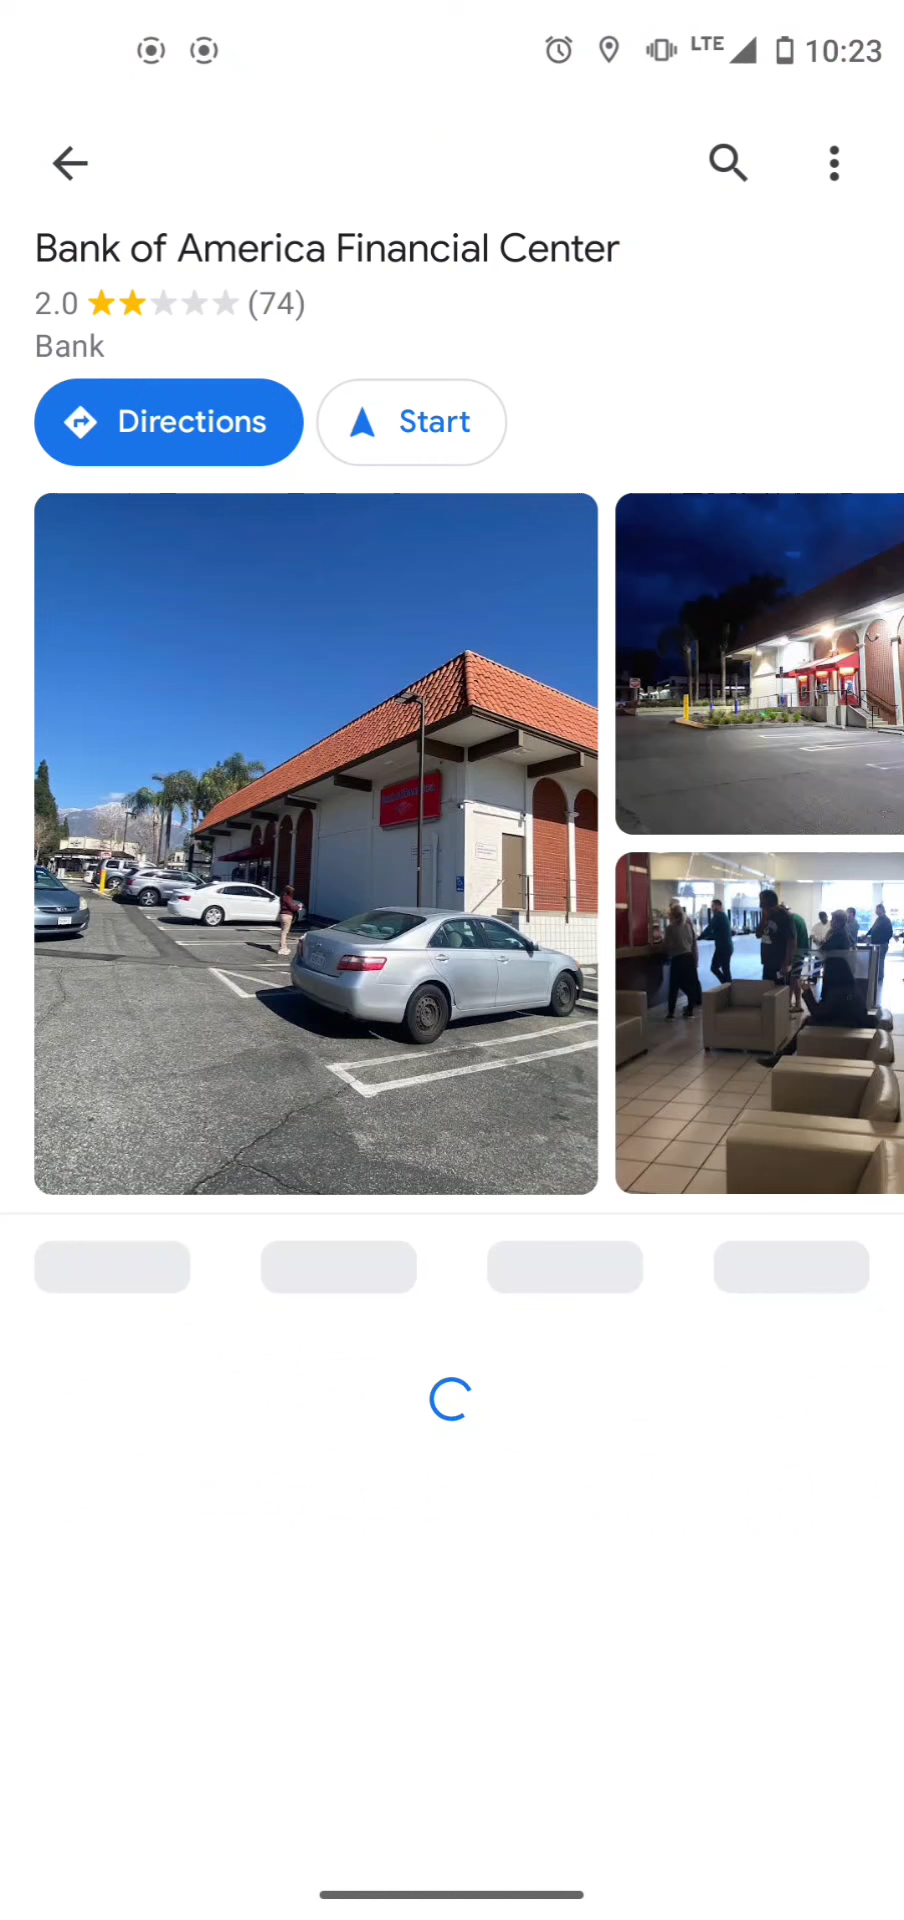 LTE 10:23
Bank of America Financial Center
2.0 (74)
Bank
Directions
Start